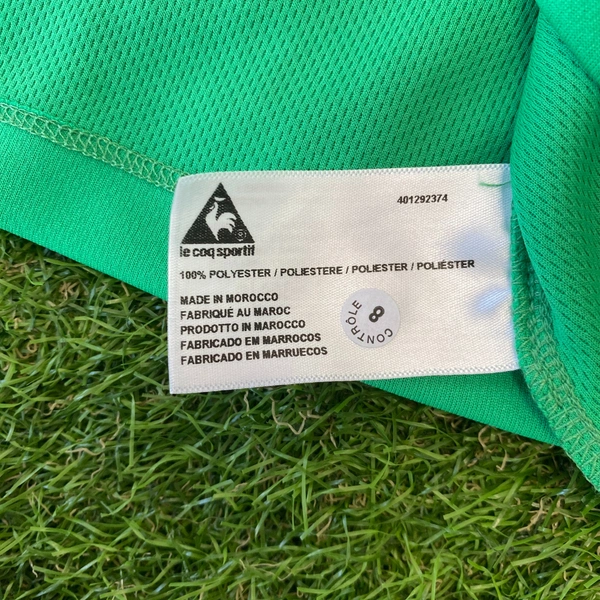 401292374
le coq sportif
100% POLYESTER / POLIESTERE / POLIESTER / POLIÉSTER
MADE IN MOROCCO
FABRIQUÉ AU MAROC
PRODOTTO IN MAROCCO
FABRICADO EM MARROCOS
FABRICADO EN MARRUECOS
CONTRÔLE
8